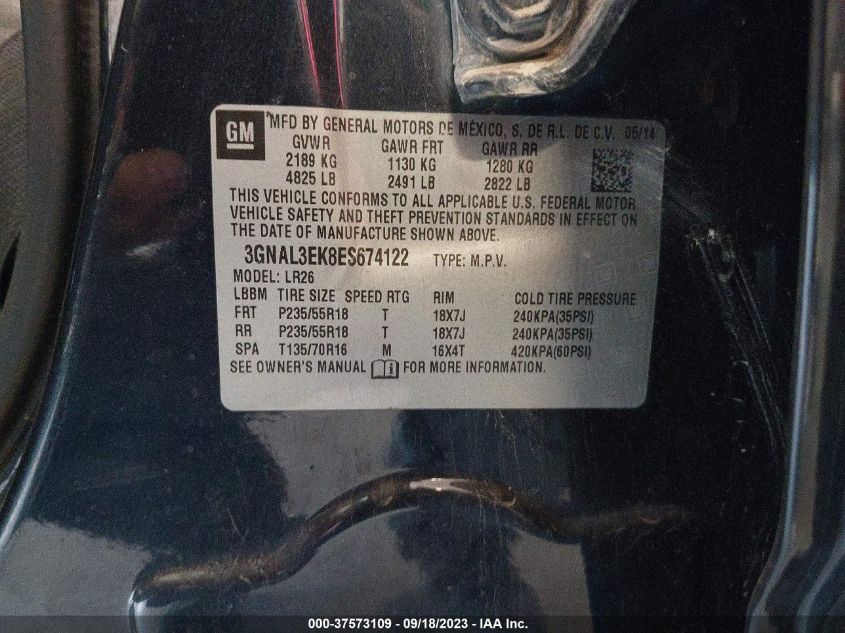 GM
*MFD BY GENERAL MOTORS DE MÉXICO, S. DE R.L. DE C.V. 05/14
GVWR GAWR FRT GAWR RR
2189 KG 1130 KG 1280 KG
4825 LB 2491 LB 2822 LB
THIS VEHICLE CONFORMS TO ALL APPLICABLE U.S. FEDERAL MOTOR
VEHICLE SAFETY AND THEFT PREVENTION STANDARDS IN EFFECT ON
THE DATE OF MANUFACTURE SHOWN ABOVE.
3GNAL3EK8ES674122 TYPE: M.P.V.
MODEL: LR26
LBBM TIRE SIZE SPEED RTG RIM COLD TIRE PRESSURE
FRT P235/55R18 T 18X7J 240KPA(35PSI)
RR P235/55R18 T 18X7J 240KPA(35PSI)
SPA T135/70R16 M 16X4T 420KPA(60PSI)
SEE OWNER'S MANUAL FOR MORE INFORMATION.
000-37573109 - 09/18/2023 - IAA Inc.